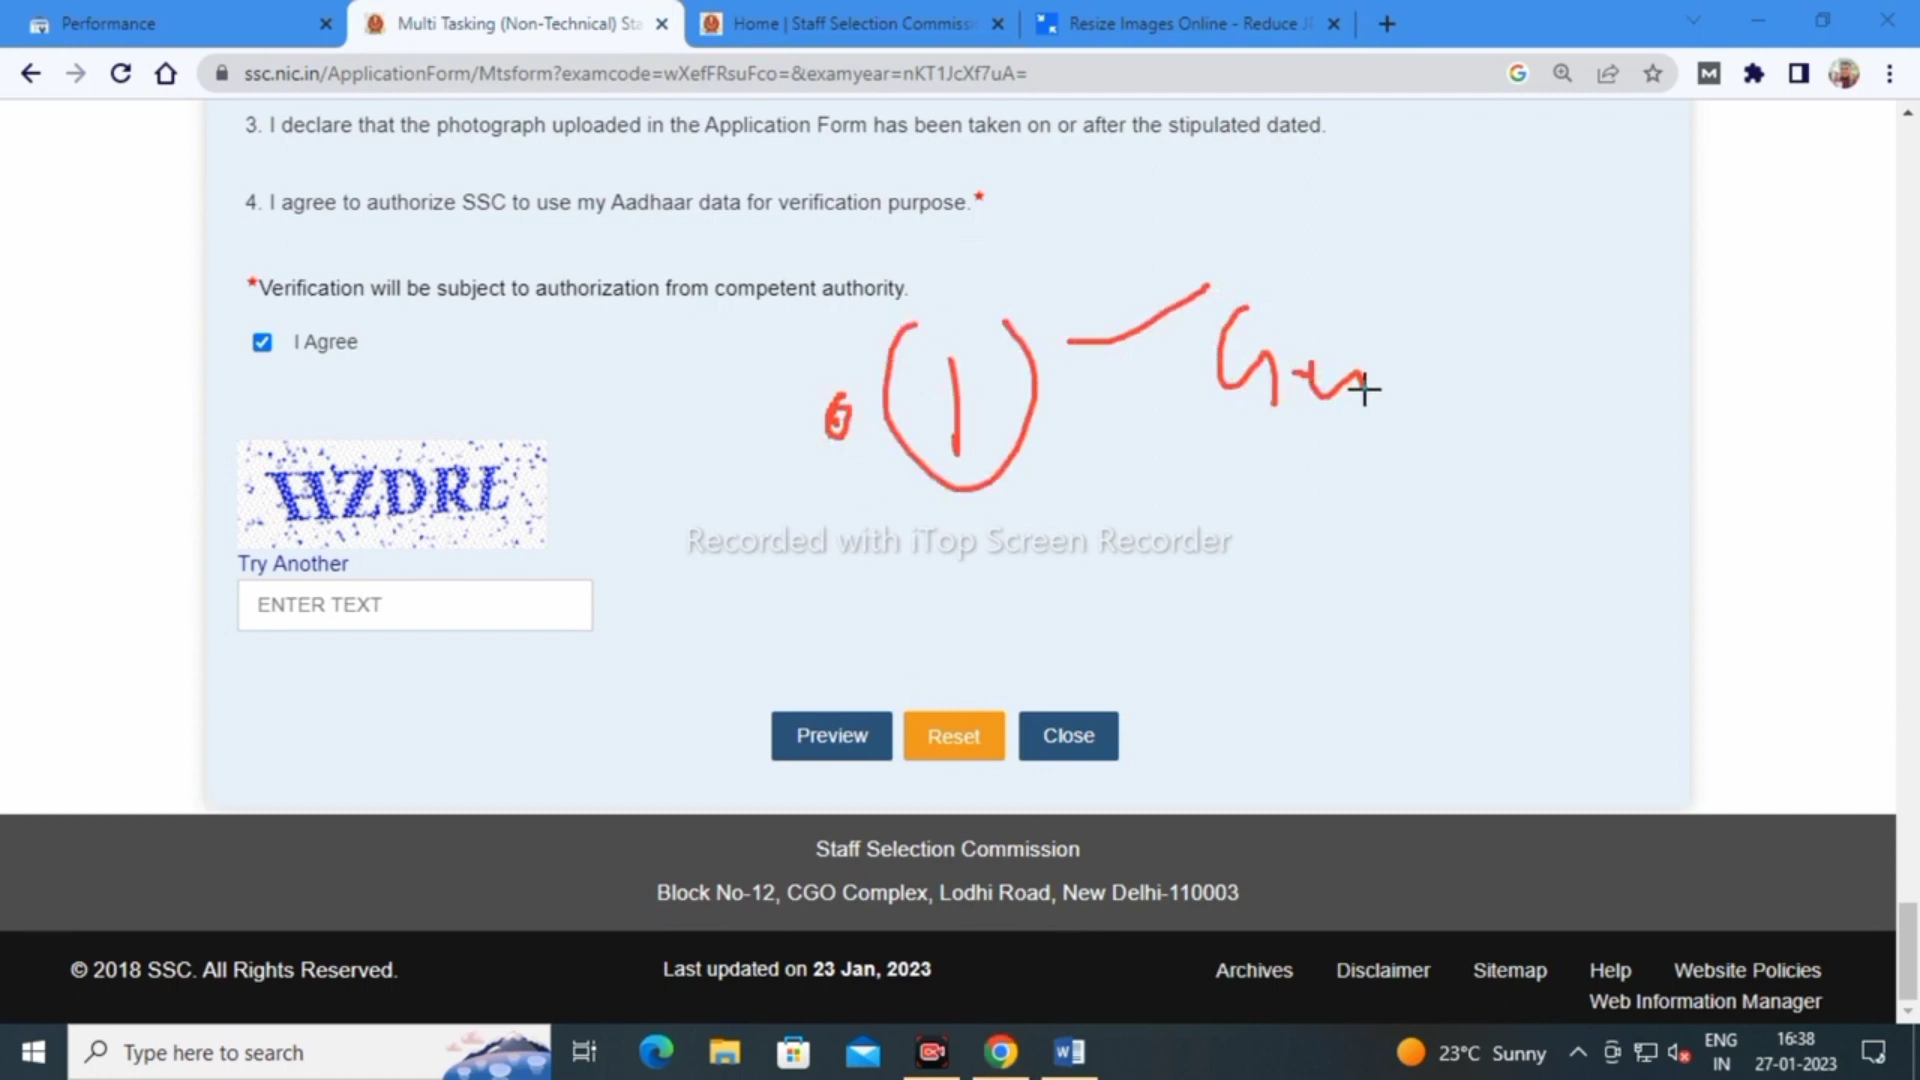 Performance
Multi Tasking (Non-Technical) Sta
Home | Staff Selection Commissi
Resize Images Online - Reduce JP
ssc.nic.in/ApplicationForm/Mtsform?examcode=wXefFRsuFco=&examyear=nKT1JcXf7uA=
3. I declare that the photograph uploaded in the Application Form has been taken on or after the stipulated dated.
4. I agree to authorize SSC to use my Aadhaar data for verification purpose.*
*Verification will be subject to authorization from competent authority.
I Agree
1
HZDRL
Recorded with iTop Screen Recorder
Try Another
ENTER TEXT
Preview
Reset
Close
Staff Selection Commission
Block No-12, CGO Complex, Lodhi Road, New Delhi-110003
© 2018 SSC. All Rights Reserved.
Last updated on 23 Jan, 2023
Archives
Disclaimer
Sitemap
Help
Website Policies
Web Information Manager
Type here to search
23°C Sunny
ENG
IN
16:38
27-01-2023